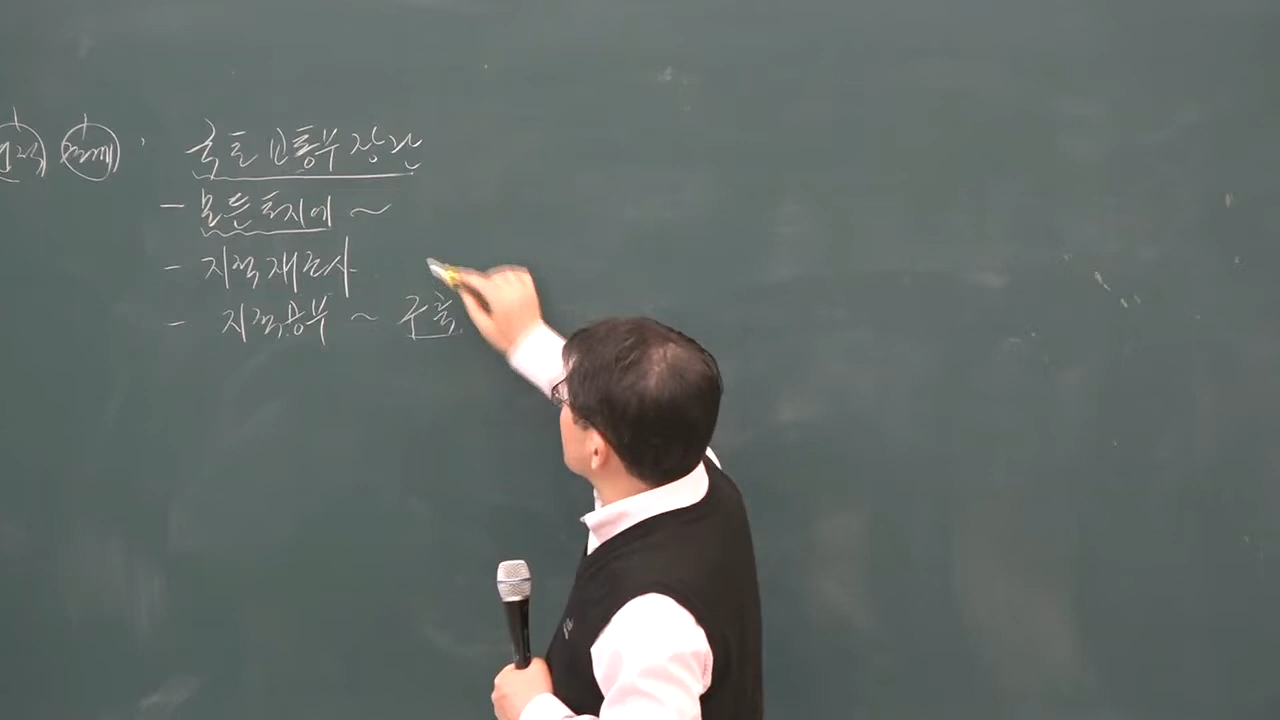 국토교통부장관
- 모든 토지에 ~
- 지적재조사
- 지적공부 ~ 구축